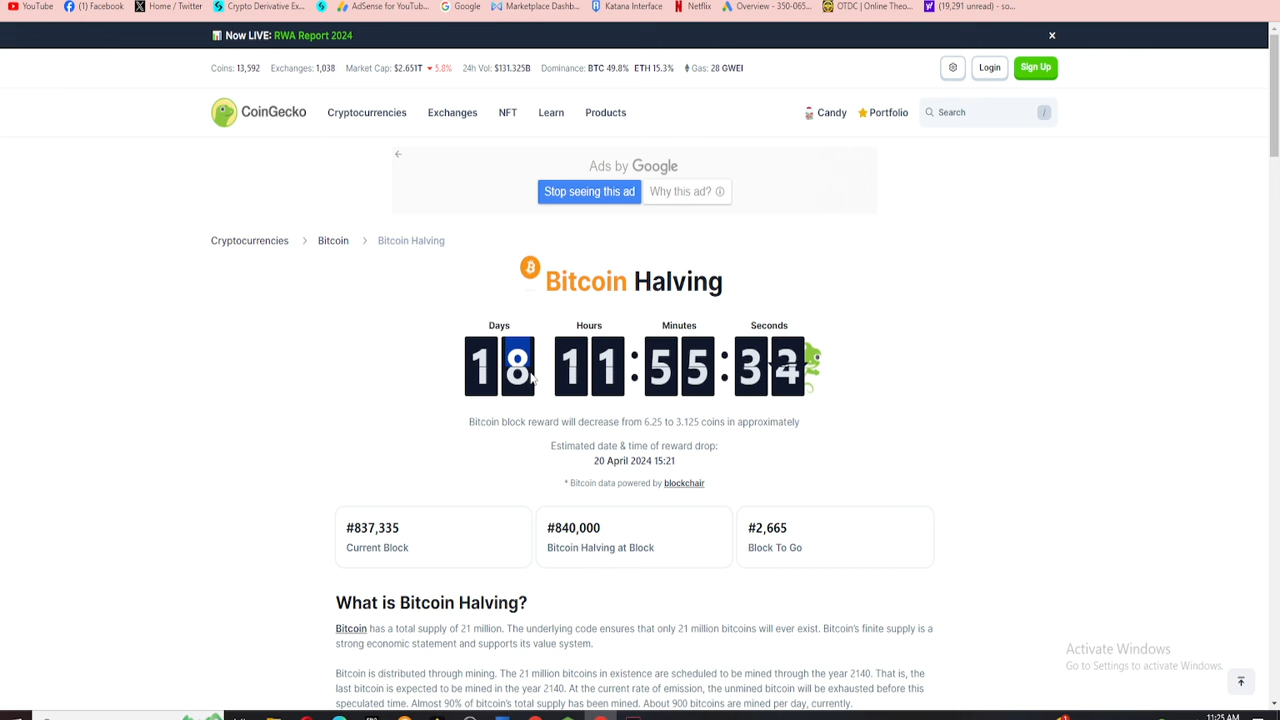 YouTube (1) Facebook Home / Twitter Crypto Derivative Ex... AdSense for YouTub... Google Marketplace Dashb... Katana Interface Netflix Overview - 350-065... OTDC | Online Theo... (19,291 unread) - so...
Now LIVE: RWA Report 2024
Coins: 13,592 Exchanges: 1,038 Market Cap: $2.651T 5.8% 24h Vol: $131.325B Dominance: BTC 49.8% ETH 15.3% Gas: 28 GWEI
Login Sign Up
CoinGecko Cryptocurrencies Exchanges NFT Learn Products Candy Portfolio Search /
Ads by Google
Stop seeing this ad Why this ad?
Cryptocurrencies Bitcoin Bitcoin Halving
Bitcoin Halving
Days Hours Minutes Seconds
18 11 : 55 :
Bitcoin block reward will decrease from 6.25 to 3.125 coins in approximately
Estimated date & time of reward drop:
20 April 2024 15:21
* Bitcoin data powered by blockchair
#837,335 #840,000 #2,665
Current Block Bitcoin Halving at Block Block To Go
What is Bitcoin Halving?
Bitcoin has a total supply of 21 million. The underlying code ensures that only 21 million bitcoins will ever exist. Bitcoin's finite supply is a
strong economic statement and supports its value system.
Bitcoin is distributed through mining. The 21 million bitcoins in existence are scheduled to be mined through the year 2140. That is, the
last bitcoin is expected to be mined in the year 2140. At the current rate of emission, the unmined bitcoin will be exhausted before this
speculated time. Almost 90% of bitcoin's total supply has been mined. About 900 bitcoins are mined per day, currently.
Activate Windows
Go to Settings to activate Windows.
11:25 AM